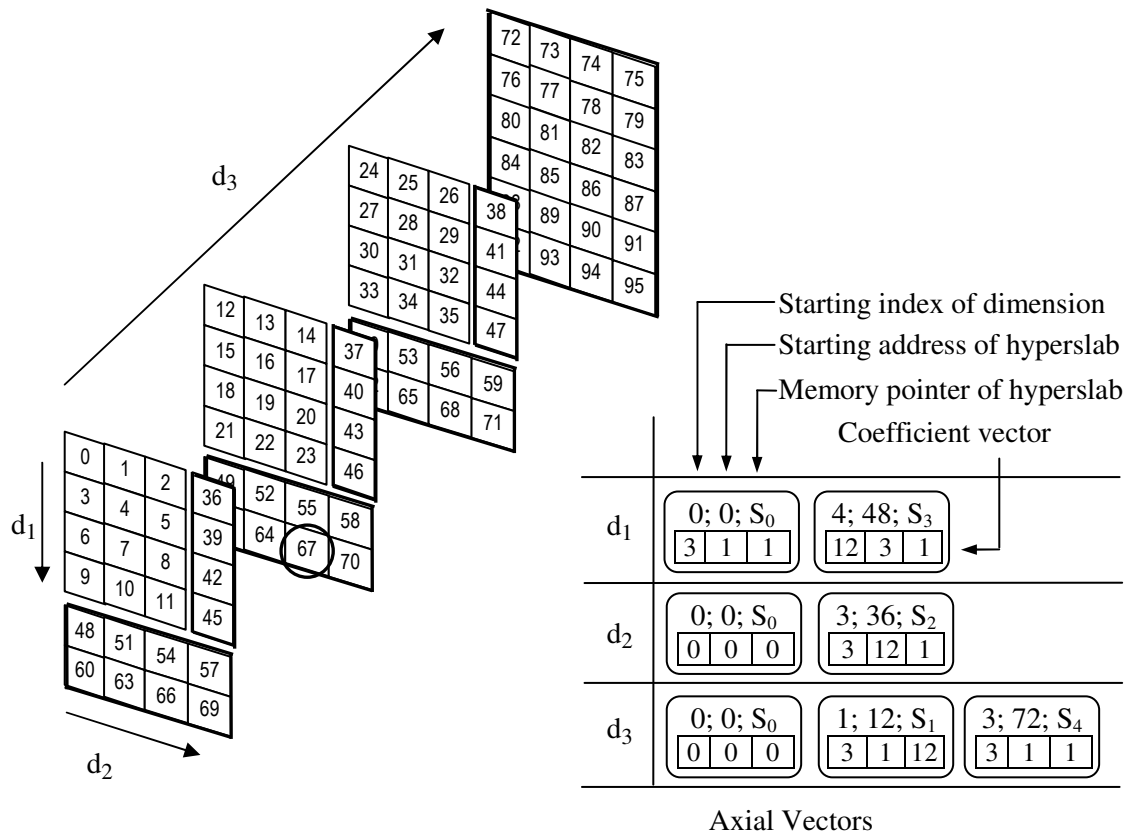 d3
72 73 74 75
76 77 78 79
80 81 82 83
84 85 86 87
89 90 91
93 94 95
24 25 26 38
27 28 29 41
30 31 32 44
33 34 35 47
53 56 59
65 68 71
12 13 14 37
15 16 17 40
18 19 20 43
21 22 23 46
49 52 55 58
64 67 70
0 1 2 36
3 4 5 39
6 7 8 42
9 10 11 45
48 51 54 57
60 63 66 69
d1
d2
Starting index of dimension
Starting address of hyperslab
Memory pointer of hyperslab
Coefficient vector
d1
0; 0; S0
3 1 1
4; 48; S3
12 3 1
d2
0; 0; S0
0 0 0
3; 36; S2
3 12 1
d3
0; 0; S0
0 0 0
1; 12; S1
3 1 12
3; 72; S4
3 1 1
Axial Vectors